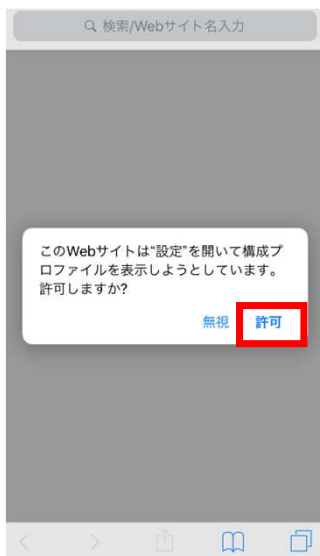 検索/Webサイト名入力
このWebサイトは“設定”を開いて構成プ
ロファイルを表示しようとしています。
許可しますか?
無視 許可